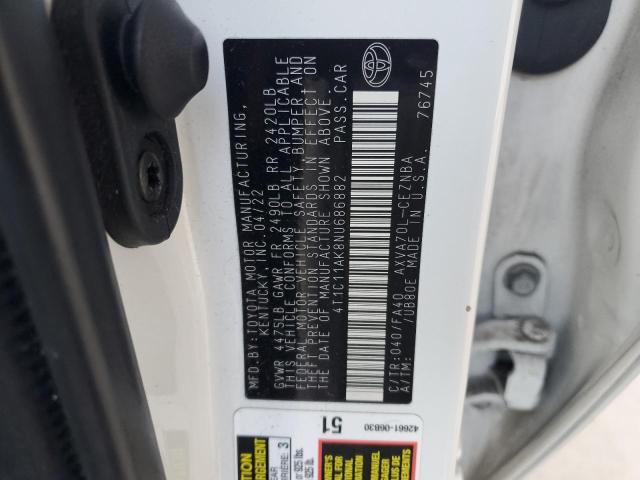 MFD BY:TOYOTA MOTOR MANUFACTURING,
KENTUCKY, INC. 04/22
GVWR 4475LB GAWR FR 2490LB RR 2420LB
THIS VEHICLE CONFORMS TO ALL APPLICABLE
FEDERAL MOTOR VEHICLE SAFETY, BUMPER, AND
THEFT PREVENTION STANDARDS IN EFFECT ON
THE DATE OF MANUFACTURE SHOWN ABOVE.
4T1C11AK8NU686882 PASS.CAR
C/TR:040/FA40 AXVA70L-CEZNBA
A/TM: /UB80E MADE IN U.S.A. 76745
51
42661-06B30